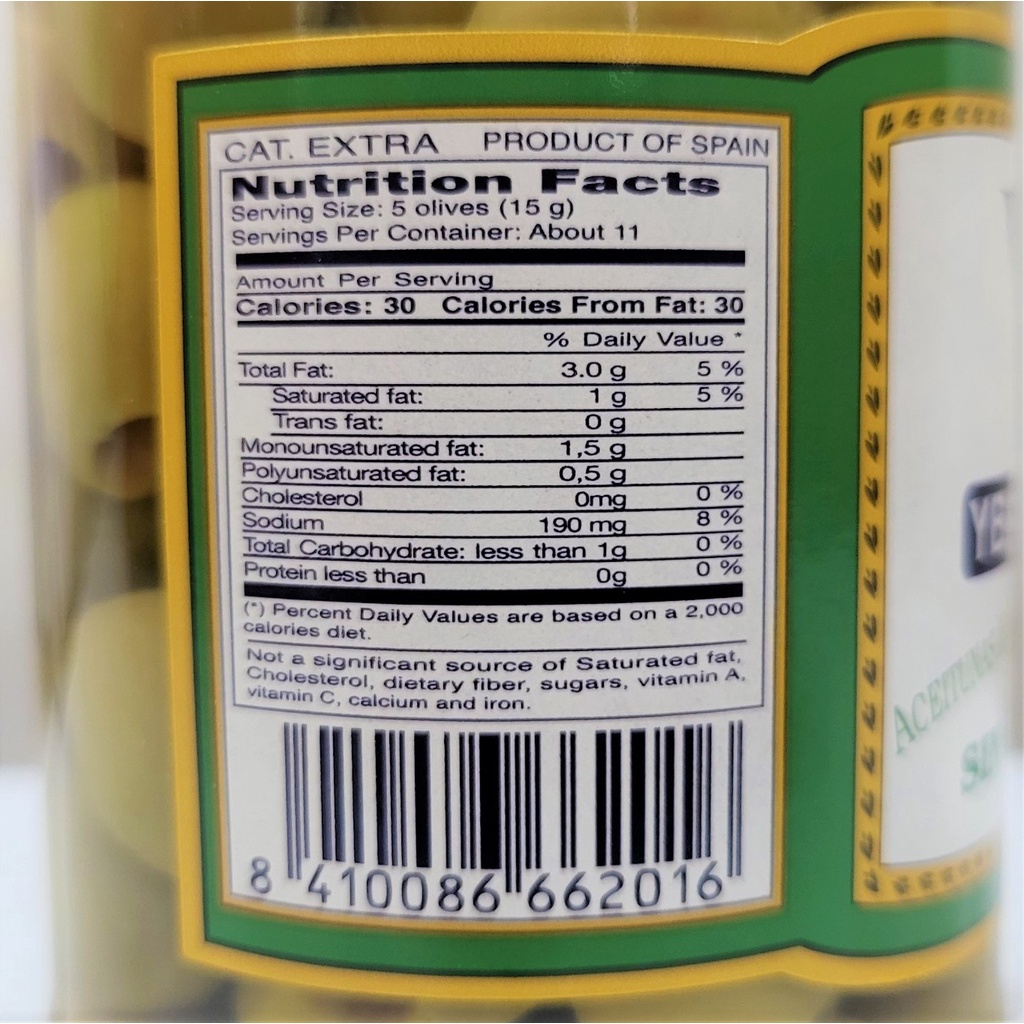 CAT. EXTRA PRODUCT OF SPAIN
Nutrition Facts
Serving Size: 5 olives (15 g)
Servings Per Container: About 11
Amount Per Serving
Calories: 30 Calories From Fat: 30
% Daily Value *
Total Fat: 3.0 g 5 %
Saturated fat: 1 g 5 %
Trans fat: 0 g
Monounsaturated fat: 1,5 g
Polyunsaturated fat: 0,5 g
Cholesterol 0mg 0 %
Sodium 190 mg 8 %
Total Carbohydrate: less than 1g 0 %
Protein less than 0g 0 %
(*) Percent Daily Values are based on a 2,000
calories diet.
Not a significant source of Saturated fat,
Cholesterol, dietary fiber, sugars, vitamin A,
vitamin C, calcium and iron.
8 410086 662016